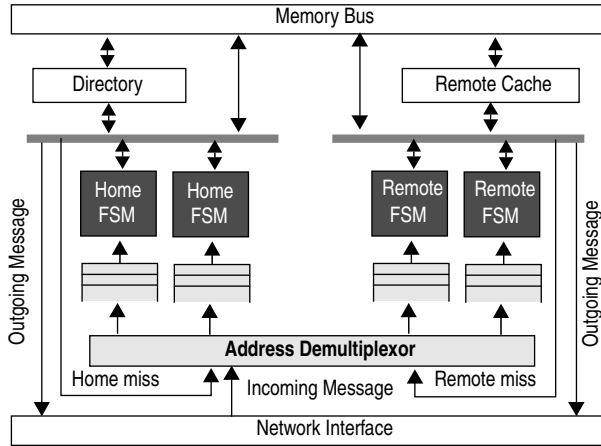 Memory Bus
Directory
Remote Cache
Home
FSM
Home
FSM
Remote
FSM
Remote
FSM
Outgoing Message
Outgoing Message
Address Demultiplexor
Home miss
Incoming Message
Remote miss
Network Interface